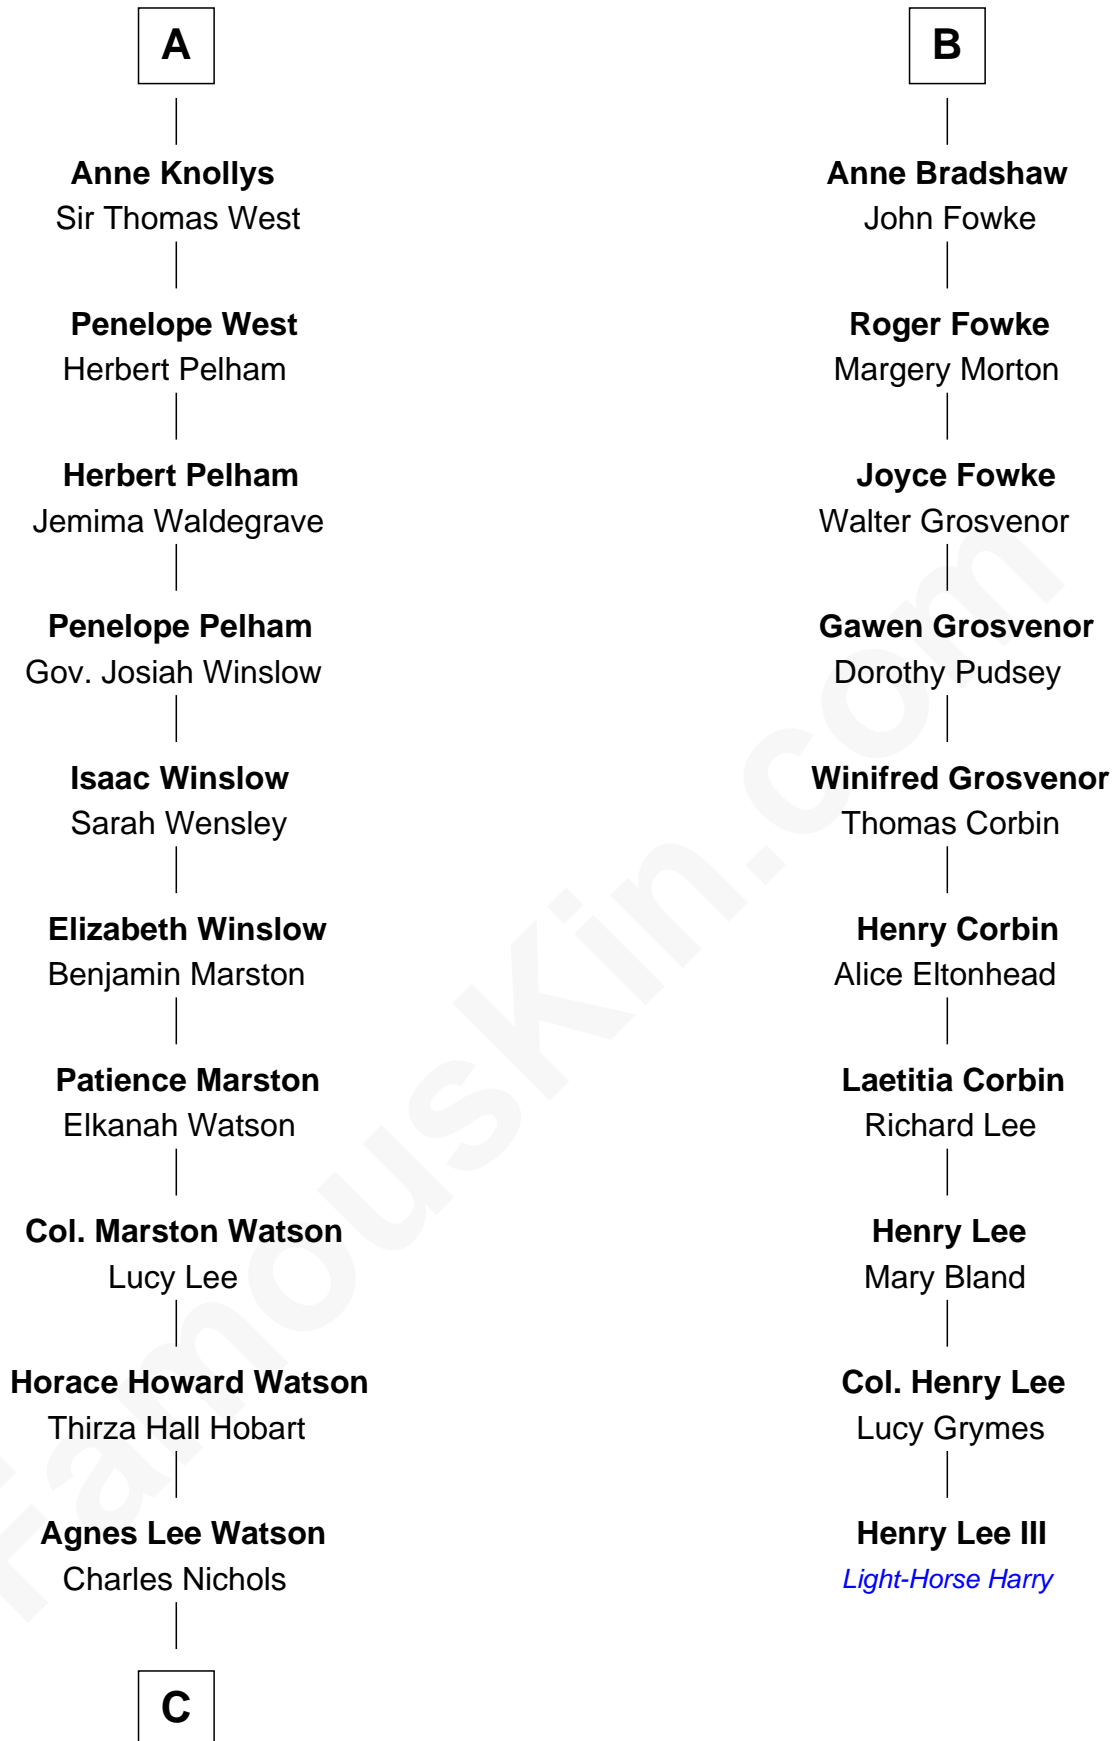 A
Anne Knollys
Sir Thomas West
Penelope West
Herbert Pelham
Herbert Pelham
Jemima Waldegrave
Penelope Pelham
Gov. Josiah Winslow
Isaac Winslow
Sarah Wensley
Elizabeth Winslow
Benjamin Marston
Patience Marston
Elkanah Watson
Col. Marston Watson
Lucy Lee
Horace Howard Watson
Thirza Hall Hobart
Agnes Lee Watson
Charles Nichols
C
B
Anne Bradshaw
John Fowke
Roger Fowke
Margery Morton
Joyce Fowke
Walter Grosvenor
Gawen Grosvenor
Dorothy Pudsey
Winifred Grosvenor
Thomas Corbin
Henry Corbin
Alice Eltonhead
Laetitia Corbin
Richard Lee
Henry Lee
Mary Bland
Col. Henry Lee
Lucy Grymes
Henry Lee III
Light-Horse Harry
FamousKin.com